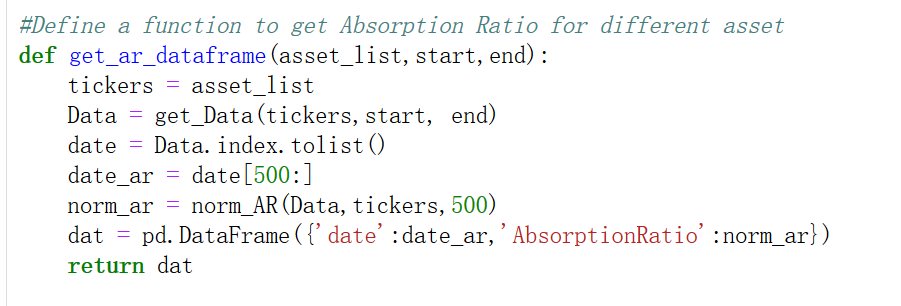 #Define a function to get Absorption Ratio for different asset
def get_ar_dataframe(asset_list,start,end):
    tickers = asset_list
    Data = get_Data(tickers,start, end)
    date = Data.index.tolist()
    date_ar = date[500:]
    norm_ar = norm_AR(Data,tickers,500)
    dat = pd.DataFrame({'date':date_ar,'AbsorptionRatio':norm_ar})
    return dat